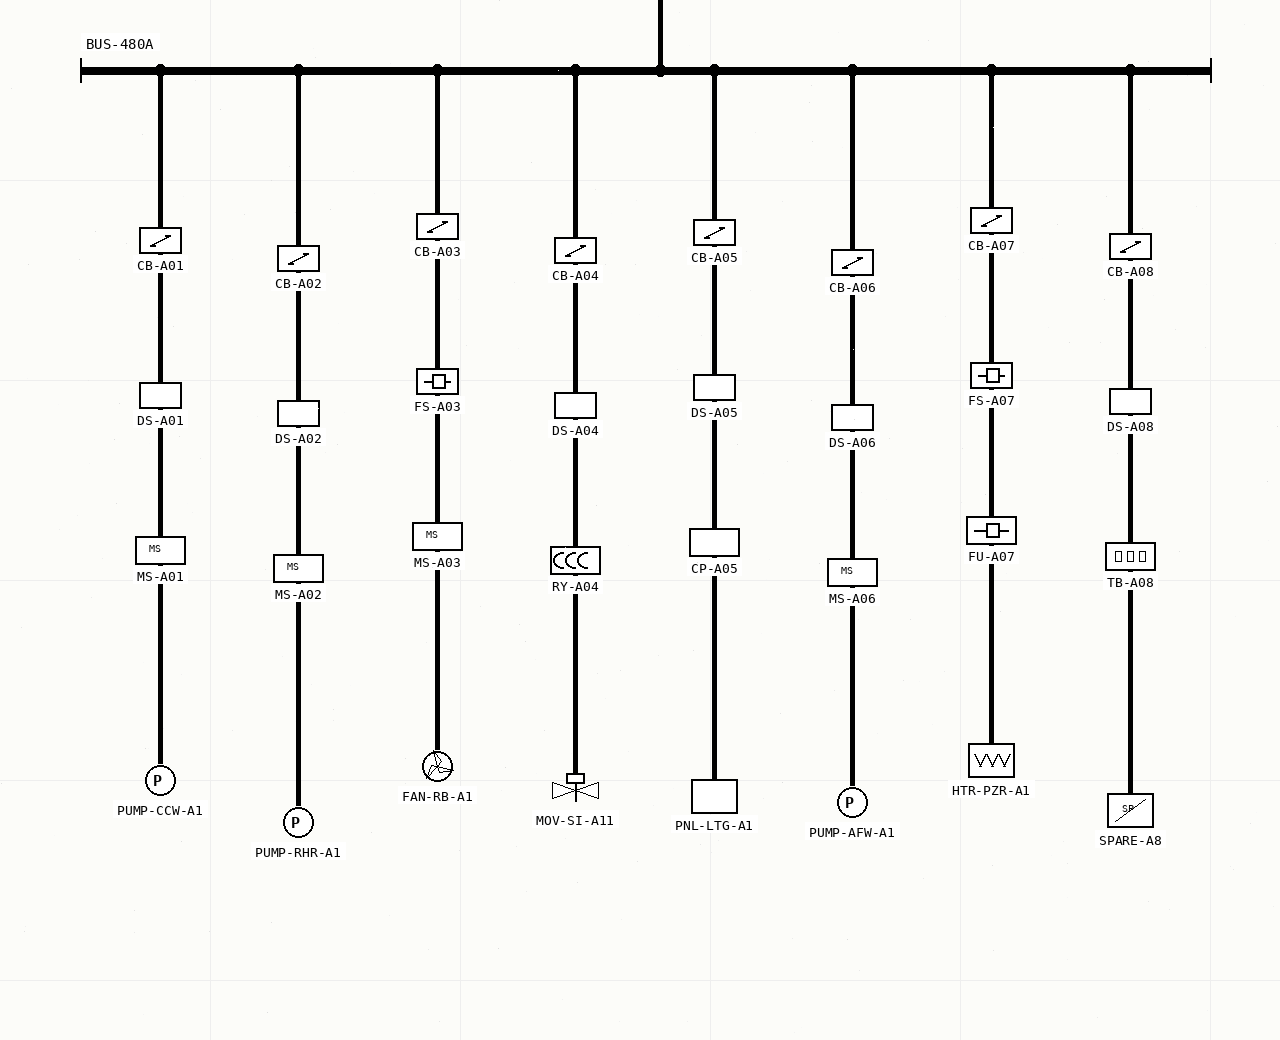 BUS-480A
CB-A01
CB-A02
CB-A03
CB-A04
CB-A05
CB-A06
CB-A07
CB-A08
DS-A01
DS-A02
FS-A03
DS-A04
DS-A05
DS-A06
FS-A07
DS-A08
MS
MS-A01
MS
MS-A02
MS
MS-A03
RY-A04
CP-A05
MS
MS-A06
FU-A07
TB-A08
P
PUMP-CCW-A1
P
PUMP-RHR-A1
FAN-RB-A1
MOV-SI-A11
PNL-LTG-A1
P
PUMP-AFW-A1
HTR-PZR-A1
SP
SPARE-A8